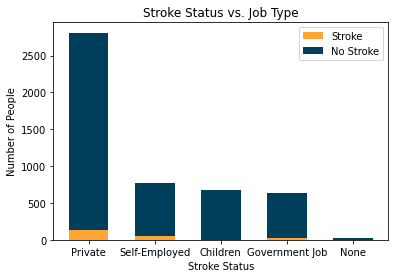 Stroke Status vs. Job Type
Stroke
No Stroke
Number of People
2500
2000
1500
1000
500
0
Private Self-Employed Children Government Job None
Stroke Status